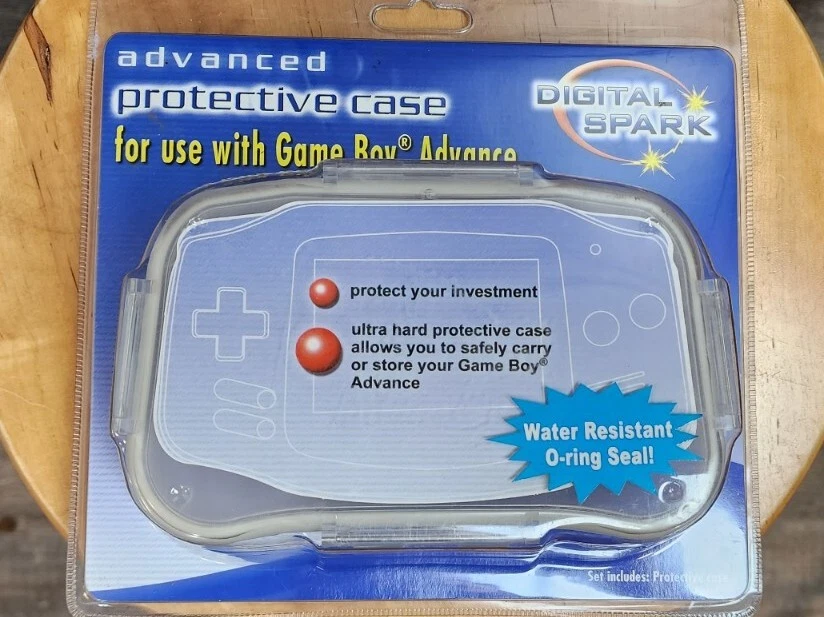 advanced
protective case
for use with Game Boy® Advance
DIGITAL
SPARK
protect your investment
ultra hard protective case
allows you to safely carry
or store your Game Boy®
Advance
Water Resistant
O-ring Seal!
Set includes: Protective case